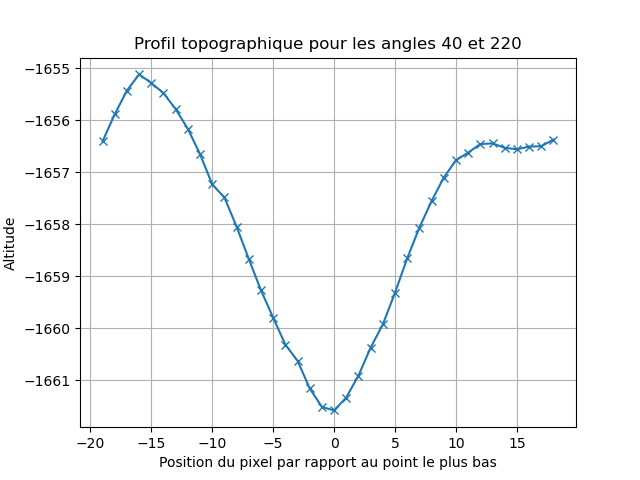 Profil topographique pour les angles 40 et 220
−1655
−1656
−1657
−1658
−1659
−1660
−1661
Altitude
−20 −15 −10 −5 0 5 10 15
Position du pixel par rapport au point le plus bas